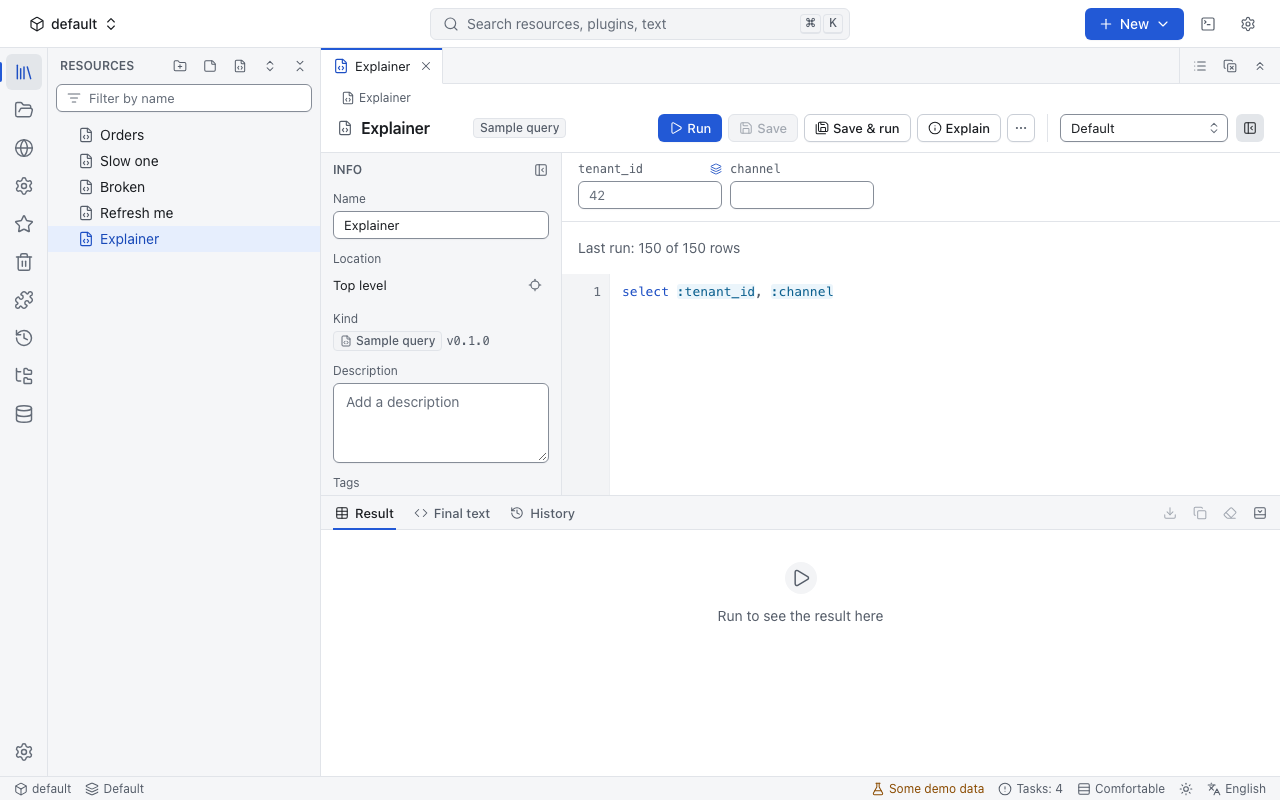 default
Search resources, plugins, text
⌘ K
New
RESOURCES
Filter by name
Orders
Slow one
Broken
Refresh me
Explainer
Explainer
Explainer
Explainer
Sample query
Run
Save
Save & run
Explain
Default
INFO
Name
Explainer
Location
Top level
Kind
Sample query v0.1.0
Description
Add a description
Tags
tenant_id
channel
42
Last run: 150 of 150 rows
1 select :tenant_id, :channel
Result
Final text
History
Run to see the result here
default
Default
Some demo data
Tasks: 4
Comfortable
English